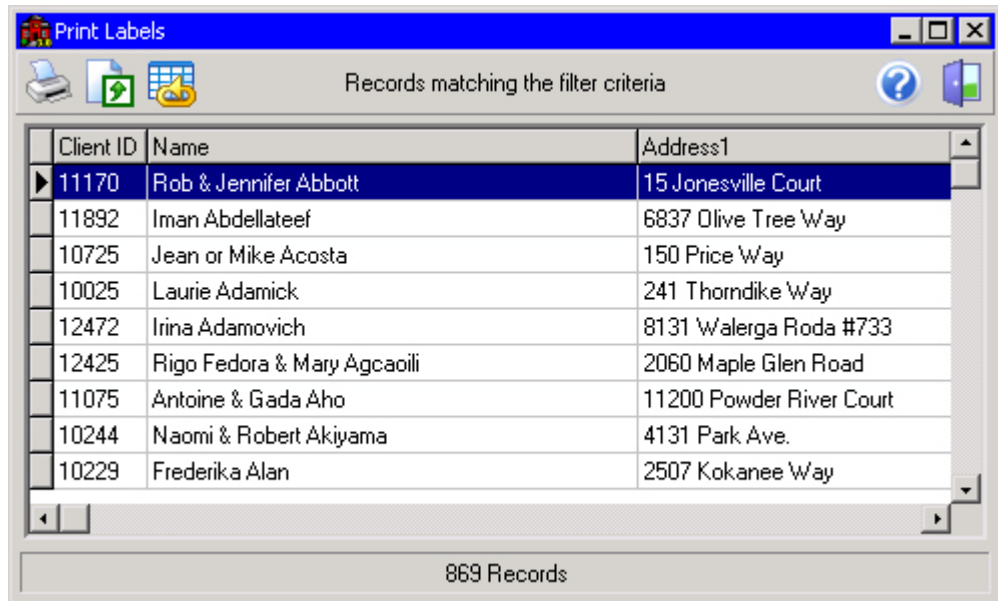 Print Labels
Records matching the filter criteria
?
Client ID Name Address1
11170 Rob & Jennifer Abbott 15 Jonesville Court
11892 Iman Abdellateef 6837 Olive Tree Way
10725 Jean or Mike Acosta 150 Price Way
10025 Laurie Adamick 241 Thorndike Way
12472 Irina Adamovich 8131 Walerga Roda #733
12425 Rigo Fedora & Mary Agcaoili 2060 Maple Glen Road
11075 Antoine & Gada Aho 11200 Powder River Court
10244 Naomi & Robert Akiyama 4131 Park Ave.
10229 Frederika Alan 2507 Kokanee Way
869 Records